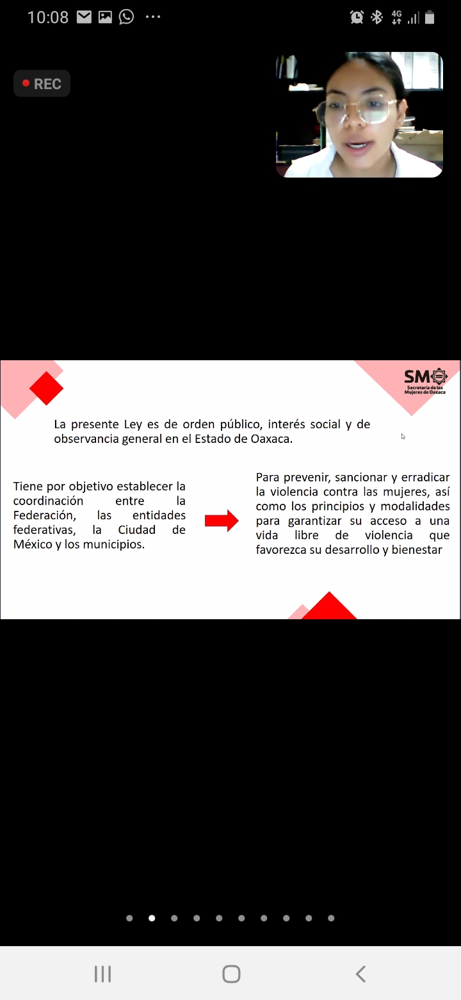 10:08
4G
REC
SM
Secretaría de las
Mujeres de Oaxaca
La presente Ley es de orden público, interés social y de
observancia general en el Estado de Oaxaca.
Tiene por objetivo establecer la
coordinación entre la
Federación, las entidades
federativas, la Ciudad de
México y los municipios.
Para prevenir, sancionar y erradicar
la violencia contra las mujeres, así
como los principios y modalidades
para garantizar su acceso a una
vida libre de violencia que
favorezca su desarrollo y bienestar